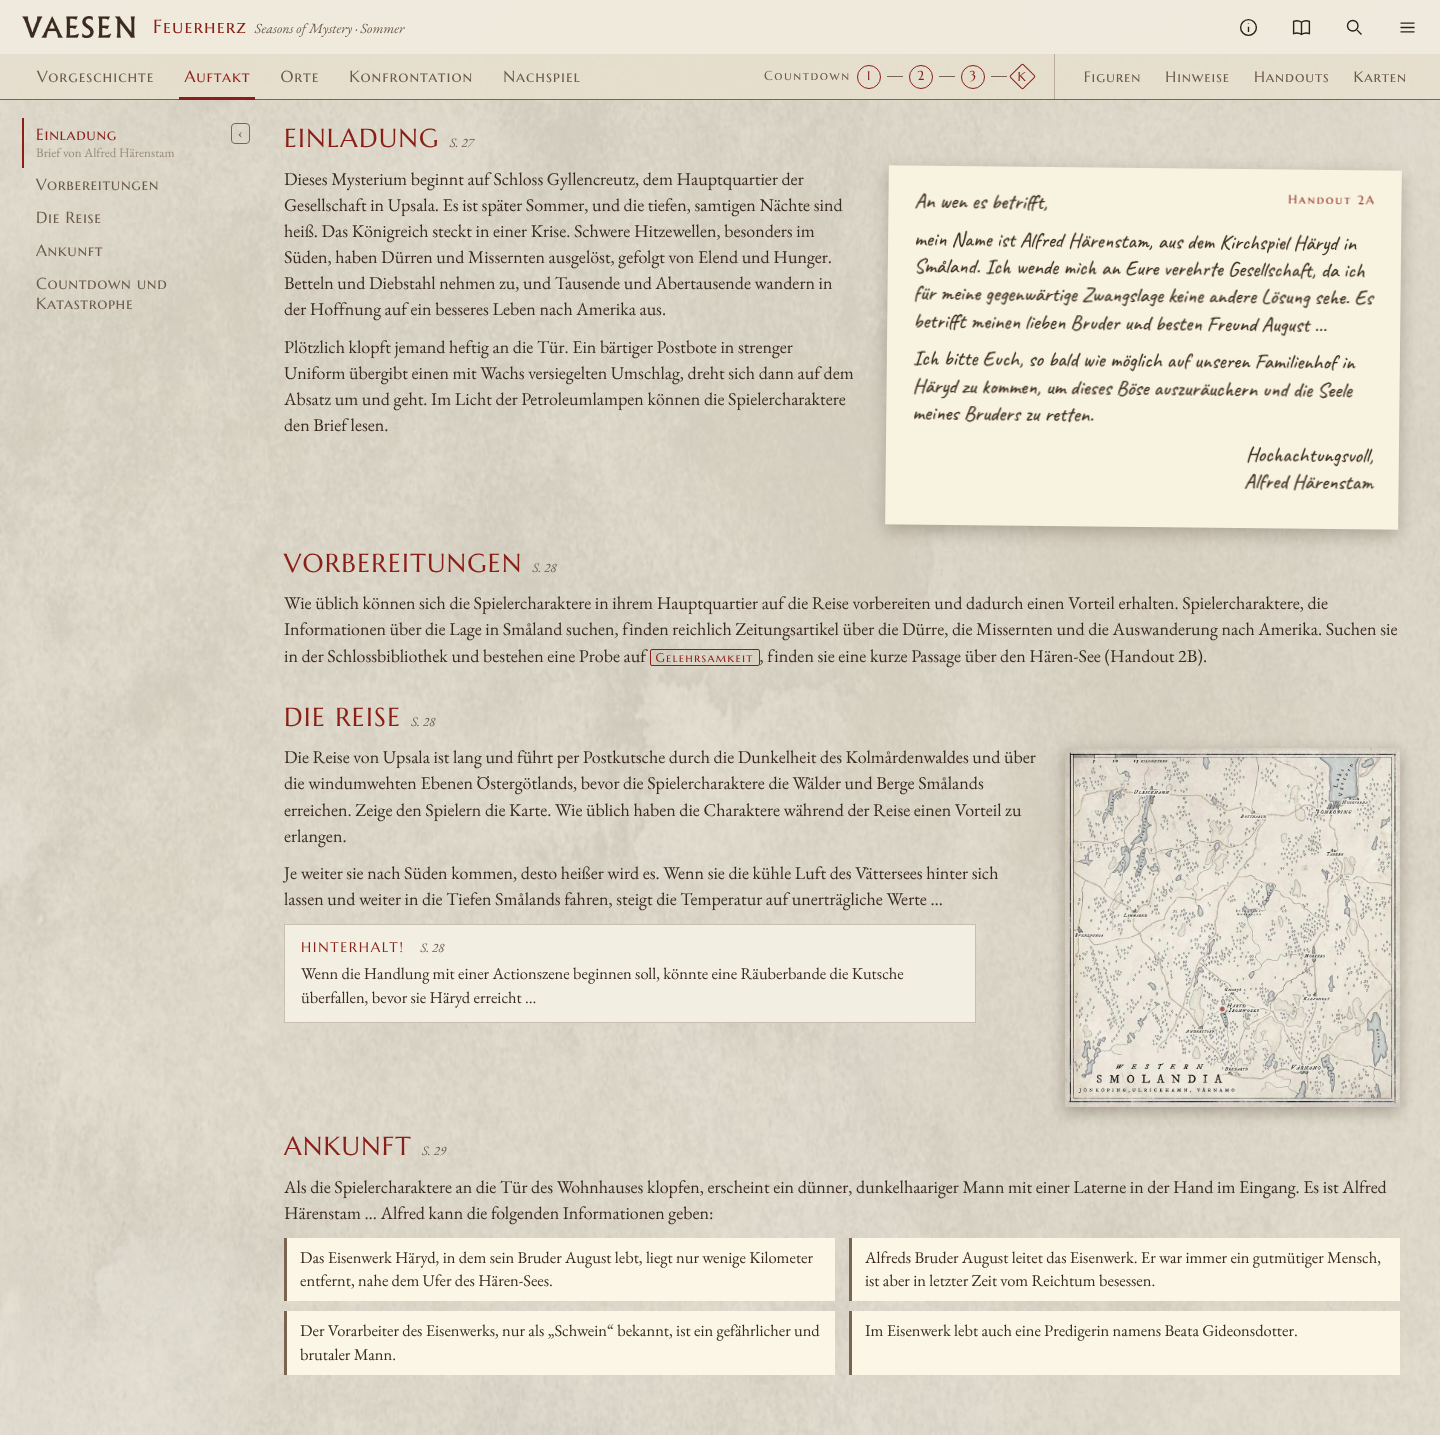 VAESEN Feuerherz Seasons of Mystery · Sommer
Vorgeschichte Auftakt Orte Konfrontation Nachspiel Countdown 1 2 3 K Figuren Hinweise Handouts Karten
Einladung
Brief von Alfred Härenstam
Vorbereitungen
Die Reise
Ankunft
Countdown und
Katastrophe
EINLADUNG S. 27
Dieses Mysterium beginnt auf Schloss Gyllencreutz, dem Hauptquartier der
Gesellschaft in Upsala. Es ist später Sommer, und die tiefen, samtigen Nächte sind
heiß. Das Königreich steckt in einer Krise. Schwere Hitzewellen, besonders im
Süden, haben Dürren und Missernten ausgelöst, gefolgt von Elend und Hunger.
Betteln und Diebstahl nehmen zu, und Tausende und Abertausende wandern in
der Hoffnung auf ein besseres Leben nach Amerika aus.
Plötzlich klopft jemand heftig an die Tür. Ein bärtiger Postbote in strenger
Uniform übergibt einen mit Wachs versiegelten Umschlag, dreht sich dann auf dem
Absatz um und geht. Im Licht der Petroleumlampen können die Spielercharaktere
den Brief lesen.
Handout 2A
An wen es betrifft,
mein Name ist Alfred Härenstam, aus dem Kirchspiel Häryd in
Småland. Ich wende mich an Eure verehrte Gesellschaft, da ich
für meine gegenwärtige Zwangslage keine andere Lösung sehe. Es
betrifft meinen lieben Bruder und besten Freund August ...
Ich bitte Euch, so bald wie möglich auf unseren Familienhof in
Häryd zu kommen, um dieses Böse auszuräuchern und die Seele
meines Bruders zu retten.
Hochachtungsvoll,
Alfred Härenstam
VORBEREITUNGEN S. 28
Wie üblich können sich die Spielercharaktere in ihrem Hauptquartier auf die Reise vorbereiten und dadurch einen Vorteil erhalten. Spielercharaktere, die
Informationen über die Lage in Småland suchen, finden reichlich Zeitungsartikel über die Dürre, die Missernten und die Auswanderung nach Amerika. Suchen sie
in der Schlossbibliothek und bestehen eine Probe auf Gelehrsamkeit, finden sie eine kurze Passage über den Hären-See (Handout 2B).
DIE REISE S. 28
Die Reise von Upsala ist lang und führt per Postkutsche durch die Dunkelheit des Kolmårdenwaldes und über
die windumwehten Ebenen Östergötlands, bevor die Spielercharaktere die Wälder und Berge Smålands
erreichen. Zeige den Spielern die Karte. Wie üblich haben die Charaktere während der Reise einen Vorteil zu
erlangen.
Je weiter sie nach Süden kommen, desto heißer wird es. Wenn sie die kühle Luft des Vättersees hinter sich
lassen und weiter in die Tiefen Smålands fahren, steigt die Temperatur auf unerträgliche Werte ...
HINTERHALT! S. 28
Wenn die Handlung mit einer Actionszene beginnen soll, könnte eine Räuberbande die Kutsche
überfallen, bevor sie Häryd erreicht ...
ULRICEHAMN
JÖNKÖPING
VÄRNAMO
WESTERN
SMOLANDIA
JÖNKÖPING, ULRICEHAMN, VÄRNAMO
ANKUNFT S. 29
Als die Spielercharaktere an die Tür des Wohnhauses klopfen, erscheint ein dünner, dunkelhaariger Mann mit einer Laterne in der Hand im Eingang. Es ist Alfred
Härenstam ... Alfred kann die folgenden Informationen geben:
Das Eisenwerk Häryd, in dem sein Bruder August lebt, liegt nur wenige Kilometer
entfernt, nahe dem Ufer des Hären-Sees.
Alfreds Bruder August leitet das Eisenwerk. Er war immer ein gutmütiger Mensch,
ist aber in letzter Zeit vom Reichtum besessen.
Der Vorarbeiter des Eisenwerks, nur als „Schwein“ bekannt, ist ein gefährlicher und
brutaler Mann.
Im Eisenwerk lebt auch eine Predigerin namens Beata Gideonsdotter.